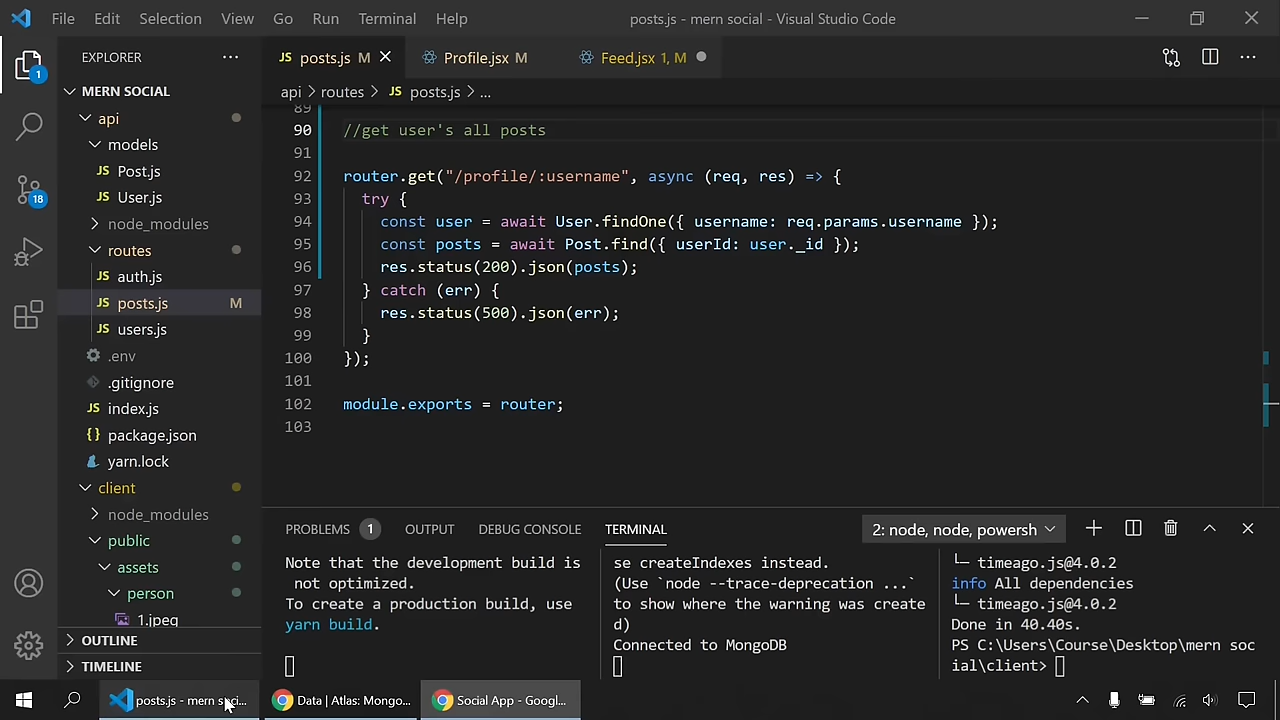 File Edit Selection View Go Run Terminal Help posts.js - mern social - Visual Studio Code
EXPLORER
posts.js M Profile.jsx M Feed.jsx 1, M
MERN SOCIAL
api > routes > JS posts.js > ...
api
models
JS Post.js
JS User.js
node_modules
routes
JS auth.js
JS posts.js M
JS users.js
.env
.gitignore
JS index.js
{} package.json
yarn.lock
client
node_modules
public
assets
person
1.jpeg
OUTLINE
TIMELINE
1
18
89
90 //get user's all posts
91
92 router.get("/profile/:username", async (req, res) => {
93 try {
94 const user = await User.findOne({ username: req.params.username });
95 const posts = await Post.find({ userId: user._id });
96 res.status(200).json(posts);
97 } catch (err) {
98 res.status(500).json(err);
99 }
100 });
101
102 module.exports = router;
103
PROBLEMS 1 OUTPUT DEBUG CONSOLE TERMINAL 2: node, node, powersh
Note that the development build is
not optimized.
To create a production build, use
yarn build.
se createIndexes instead.
(Use `node --trace-deprecation ...`
to show where the warning was create
d)
Connected to MongoDB
└─ timeago.js@4.0.2
info All dependencies
└─ timeago.js@4.0.2
Done in 40.40s.
PS C:\Users\Course\Desktop\mern soc
ial\client>
posts.js - mern soci... Data | Atlas: Mongo... Social App - Googl...